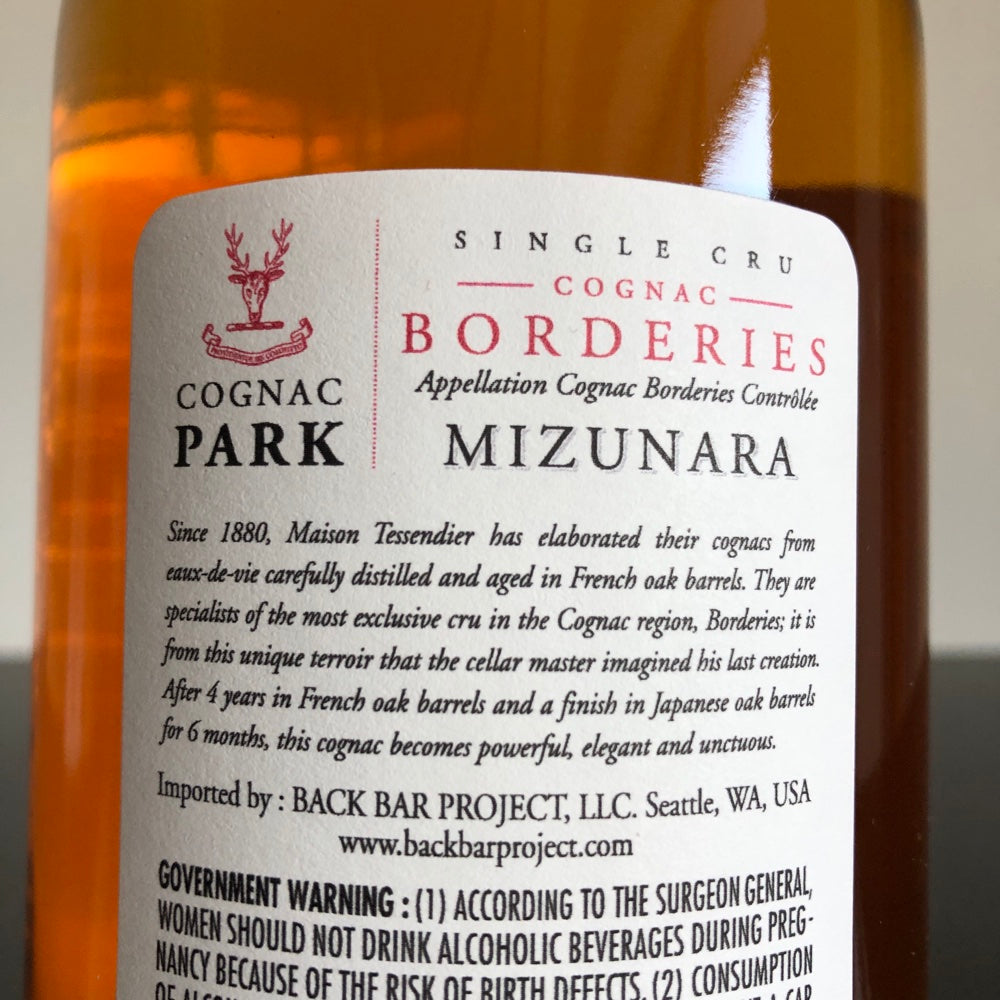 COGNAC
PARK
SINGLE CRU
COGNAC
BORDERIES
Appellation Cognac Borderies Contrôlée
MIZUNARA
Since 1880, Maison Tessendier has elaborated their cognacs from
eaux-de-vie carefully distilled and aged in French oak barrels. They are
specialists of the most exclusive cru in the Cognac region, Borderies; it is
from this unique terroir that the cellar master imagined his last creation.
After 4 years in French oak barrels and a finish in Japanese oak barrels
for 6 months, this cognac becomes powerful, elegant and unctuous.
Imported by : BACK BAR PROJECT, LLC. Seattle, WA, USA
www.backbarproject.com
GOVERNMENT WARNING : (1) ACCORDING TO THE SURGEON GENERAL,
WOMEN SHOULD NOT DRINK ALCOHOLIC BEVERAGES DURING PREG-
NANCY BECAUSE OF THE RISK OF BIRTH DEFECTS. (2) CONSUMPTION